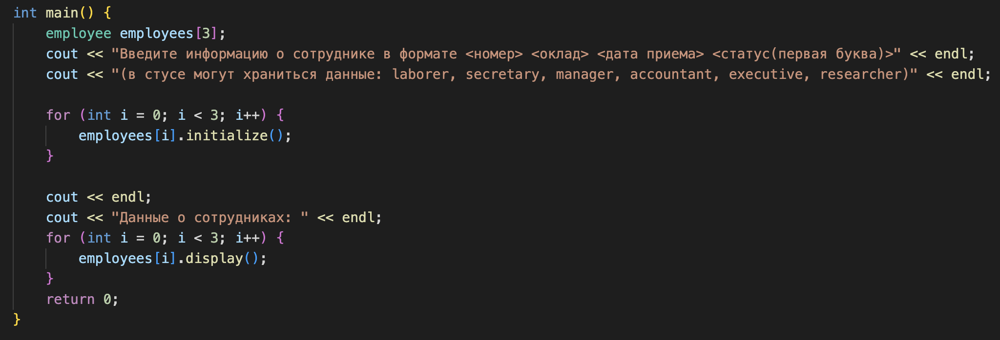 int main() {
employee employees[3];
cout << "Введите информацию о сотруднике в формате <номер> <оклад> <дата приема> <статус(первая буква)>" << endl;
cout << "(в стусе могут храниться данные: laborer, secretary, manager, accountant, executive, researcher)" << endl;
for (int i = 0; i < 3; i++) {
employees[i].initialize();
}
cout << endl;
cout << "Данные о сотрудниках: " << endl;
for (int i = 0; i < 3; i++) {
employees[i].display();
}
return 0;
}